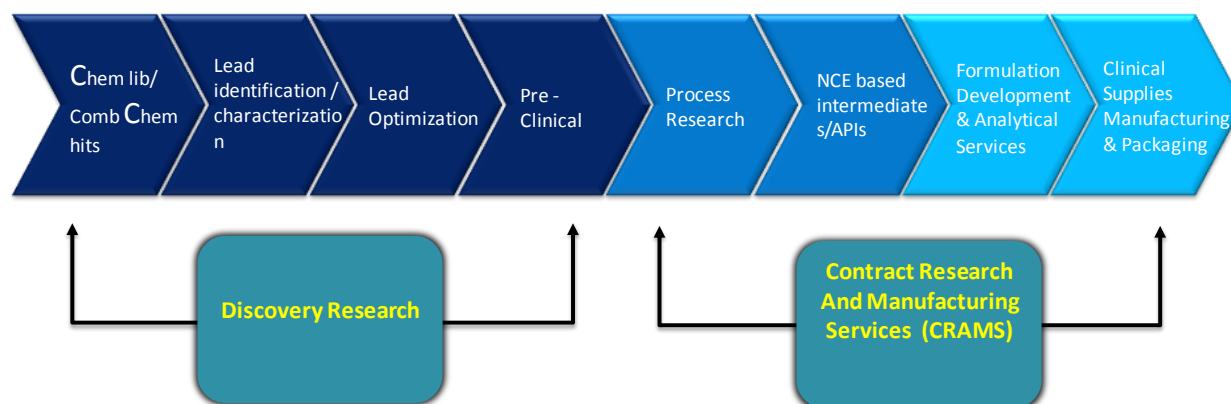 Chem lib/
Comb Chem
hits
Lead
identification /
characterizatio
n
Lead
Optimization
Pre -
Clinical
Process
Research
NCE based
intermediate
s/APIs
Formulation
Development
& Analytical
Services
Clinical
Supplies
Manufacturing
& Packaging
Discovery Research
Contract Research
And Manufacturing
Services (CRAMS)